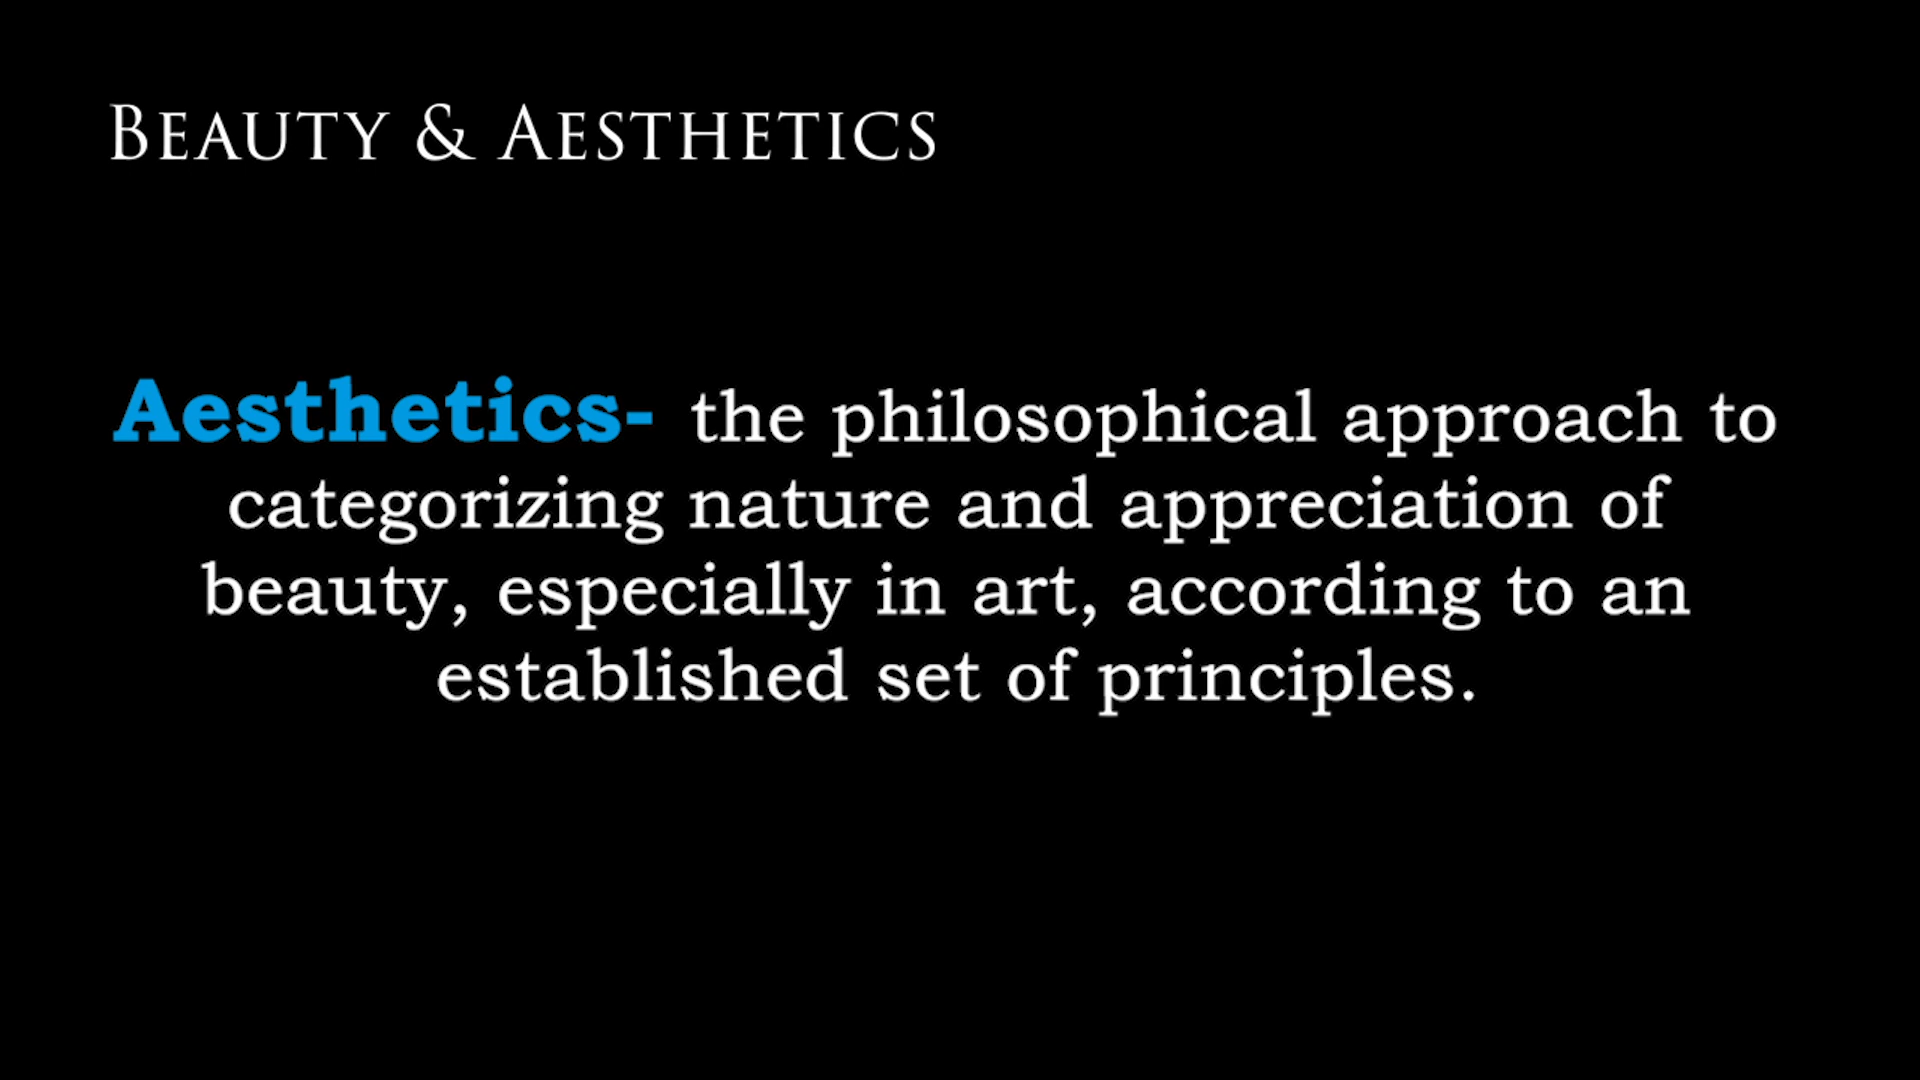 BEAUTY & AESTHETICS
Aesthetics- the philosophical approach to
categorizing nature and appreciation of
beauty, especially in art, according to an
established set of principles.